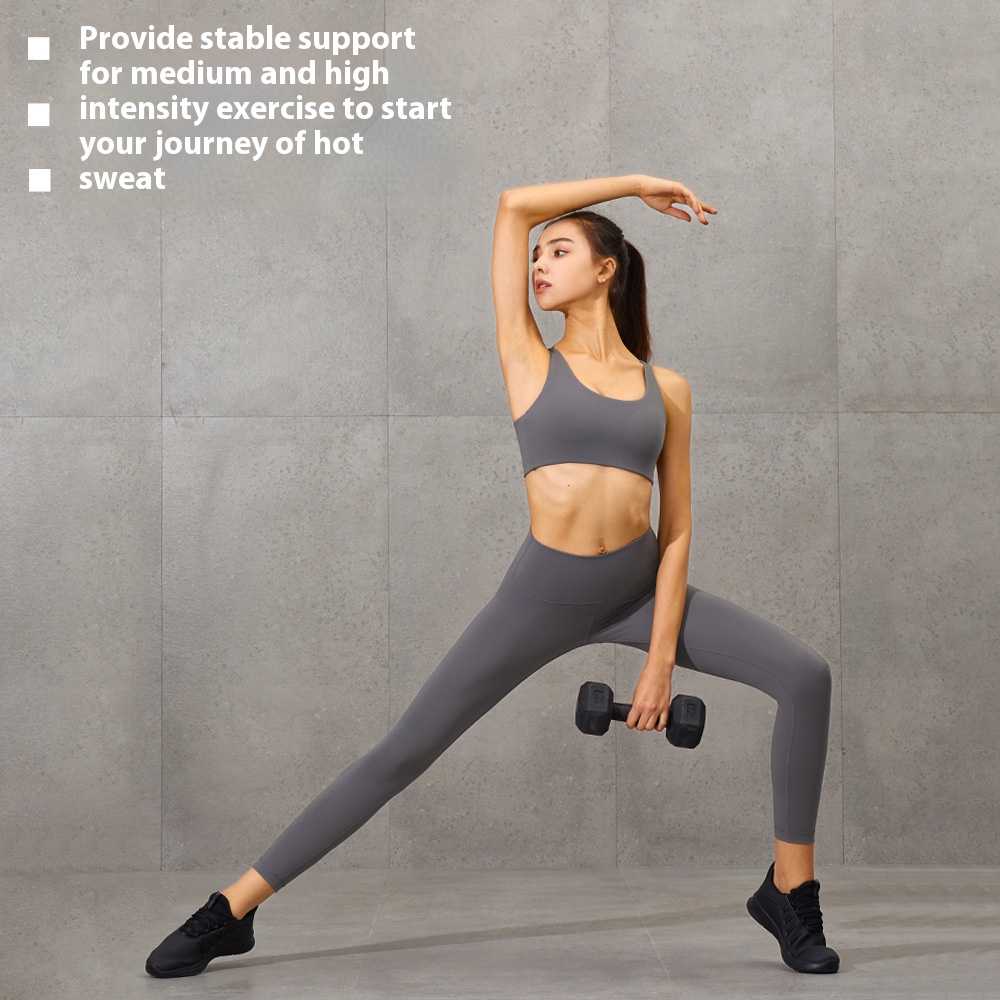 Provide stable support
for medium and high
intensity exercise to start
your journey of hot
sweat